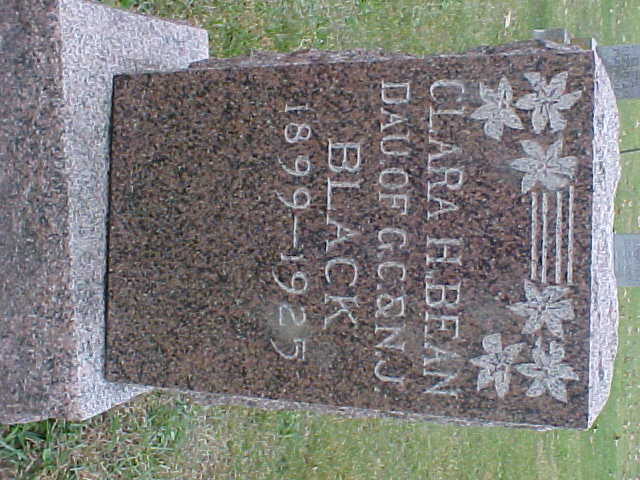 CLARA H. BEAN
DAU OF G.C. & N.J.
BLACK
1899-1925